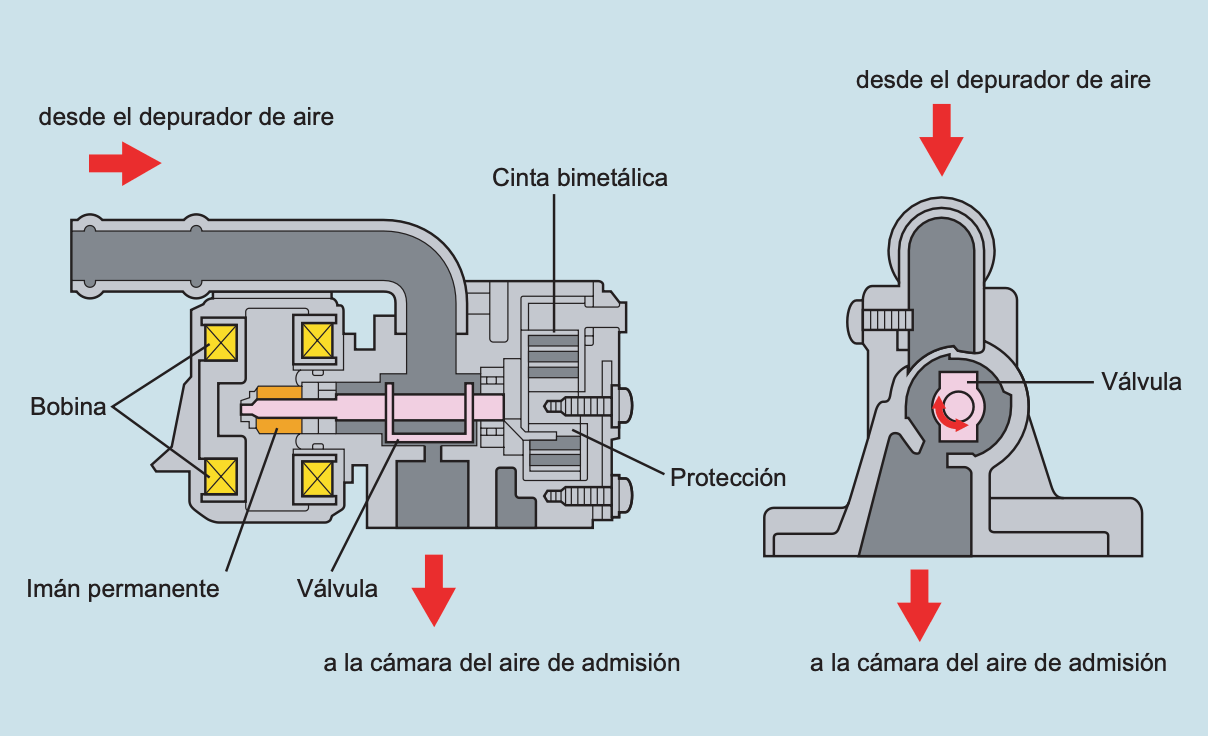 desde el depurador de aire
desde el depurador de aire
Cinta bimetálica
Válvula
Bobina
Protección
Imán permanente
Válvula
a la cámara del aire de admisión
a la cámara del aire de admisión